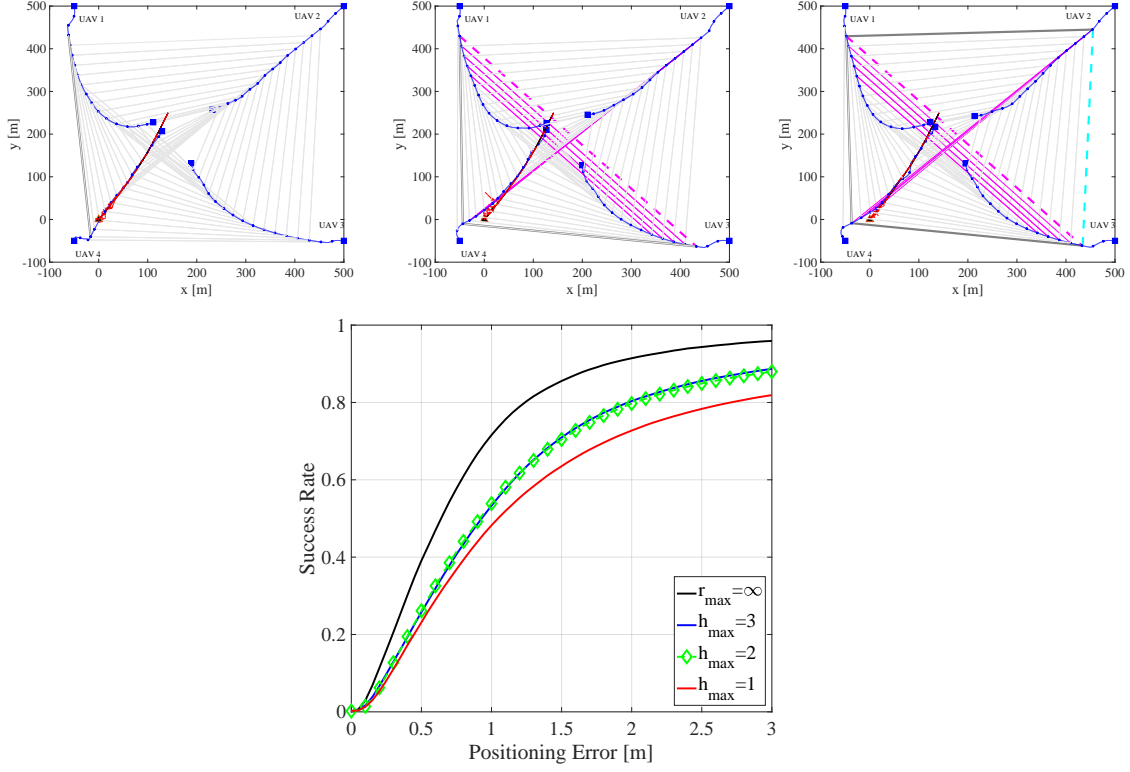 500
400
300
200
100
0
-100
y [m]
UAV 1
UAV 2
UAV 3
UAV 4
-100
0
100
200
300
400
500
x [m]
500
400
300
200
100
0
-100
y [m]
UAV 1
UAV 2
UAV 3
UAV 4
-100
0
100
200
300
400
500
x [m]
500
400
300
200
100
0
-100
y [m]
UAV 1
UAV 2
UAV 3
UAV 4
-100
0
100
200
300
400
500
x [m]
1
0.8
0.6
0.4
0.2
0
Success Rate
r_max=∞
h_max=3
h_max=2
h_max=1
0
0.5
1
1.5
2
2.5
3
Positioning Error [m]